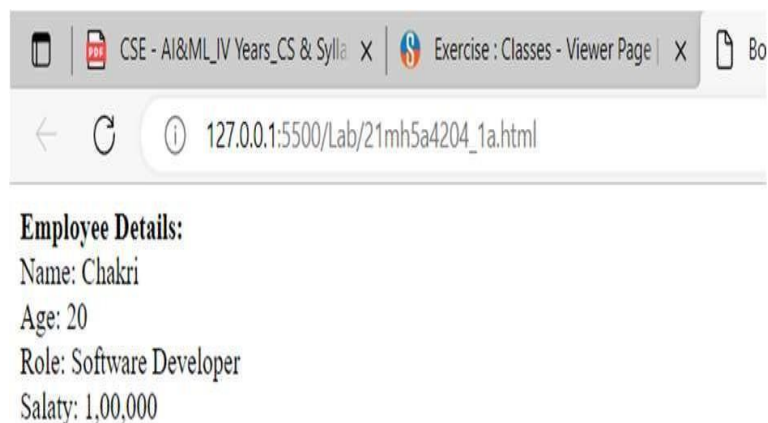 CSE - AI&ML_IV Years_CS & Sylla
Exercise : Classes - Viewer Page |
Bo
127.0.0.1:5500/Lab/21mh5a4204_1a.html
Employee Details:
Name: Chakri
Age: 20
Role: Software Developer
Salaty: 1,00,000